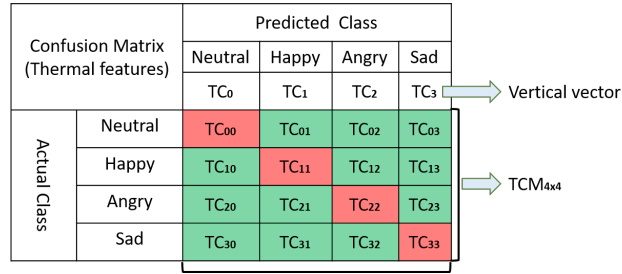 Confusion Matrix
(Thermal features)
Predicted Class
Neutral Happy Angry Sad
TC₀ TC₁ TC₂ TC₃
Vertical vector
Actual Class
Neutral TC₀₀ TC₀₁ TC₀₂ TC₀₃
Happy TC₁₀ TC₁₁ TC₁₂ TC₁₃
Angry TC₂₀ TC₂₁ TC₂₂ TC₂₃
Sad TC₃₀ TC₃₁ TC₃₂ TC₃₃
TCM₄ₓ₄